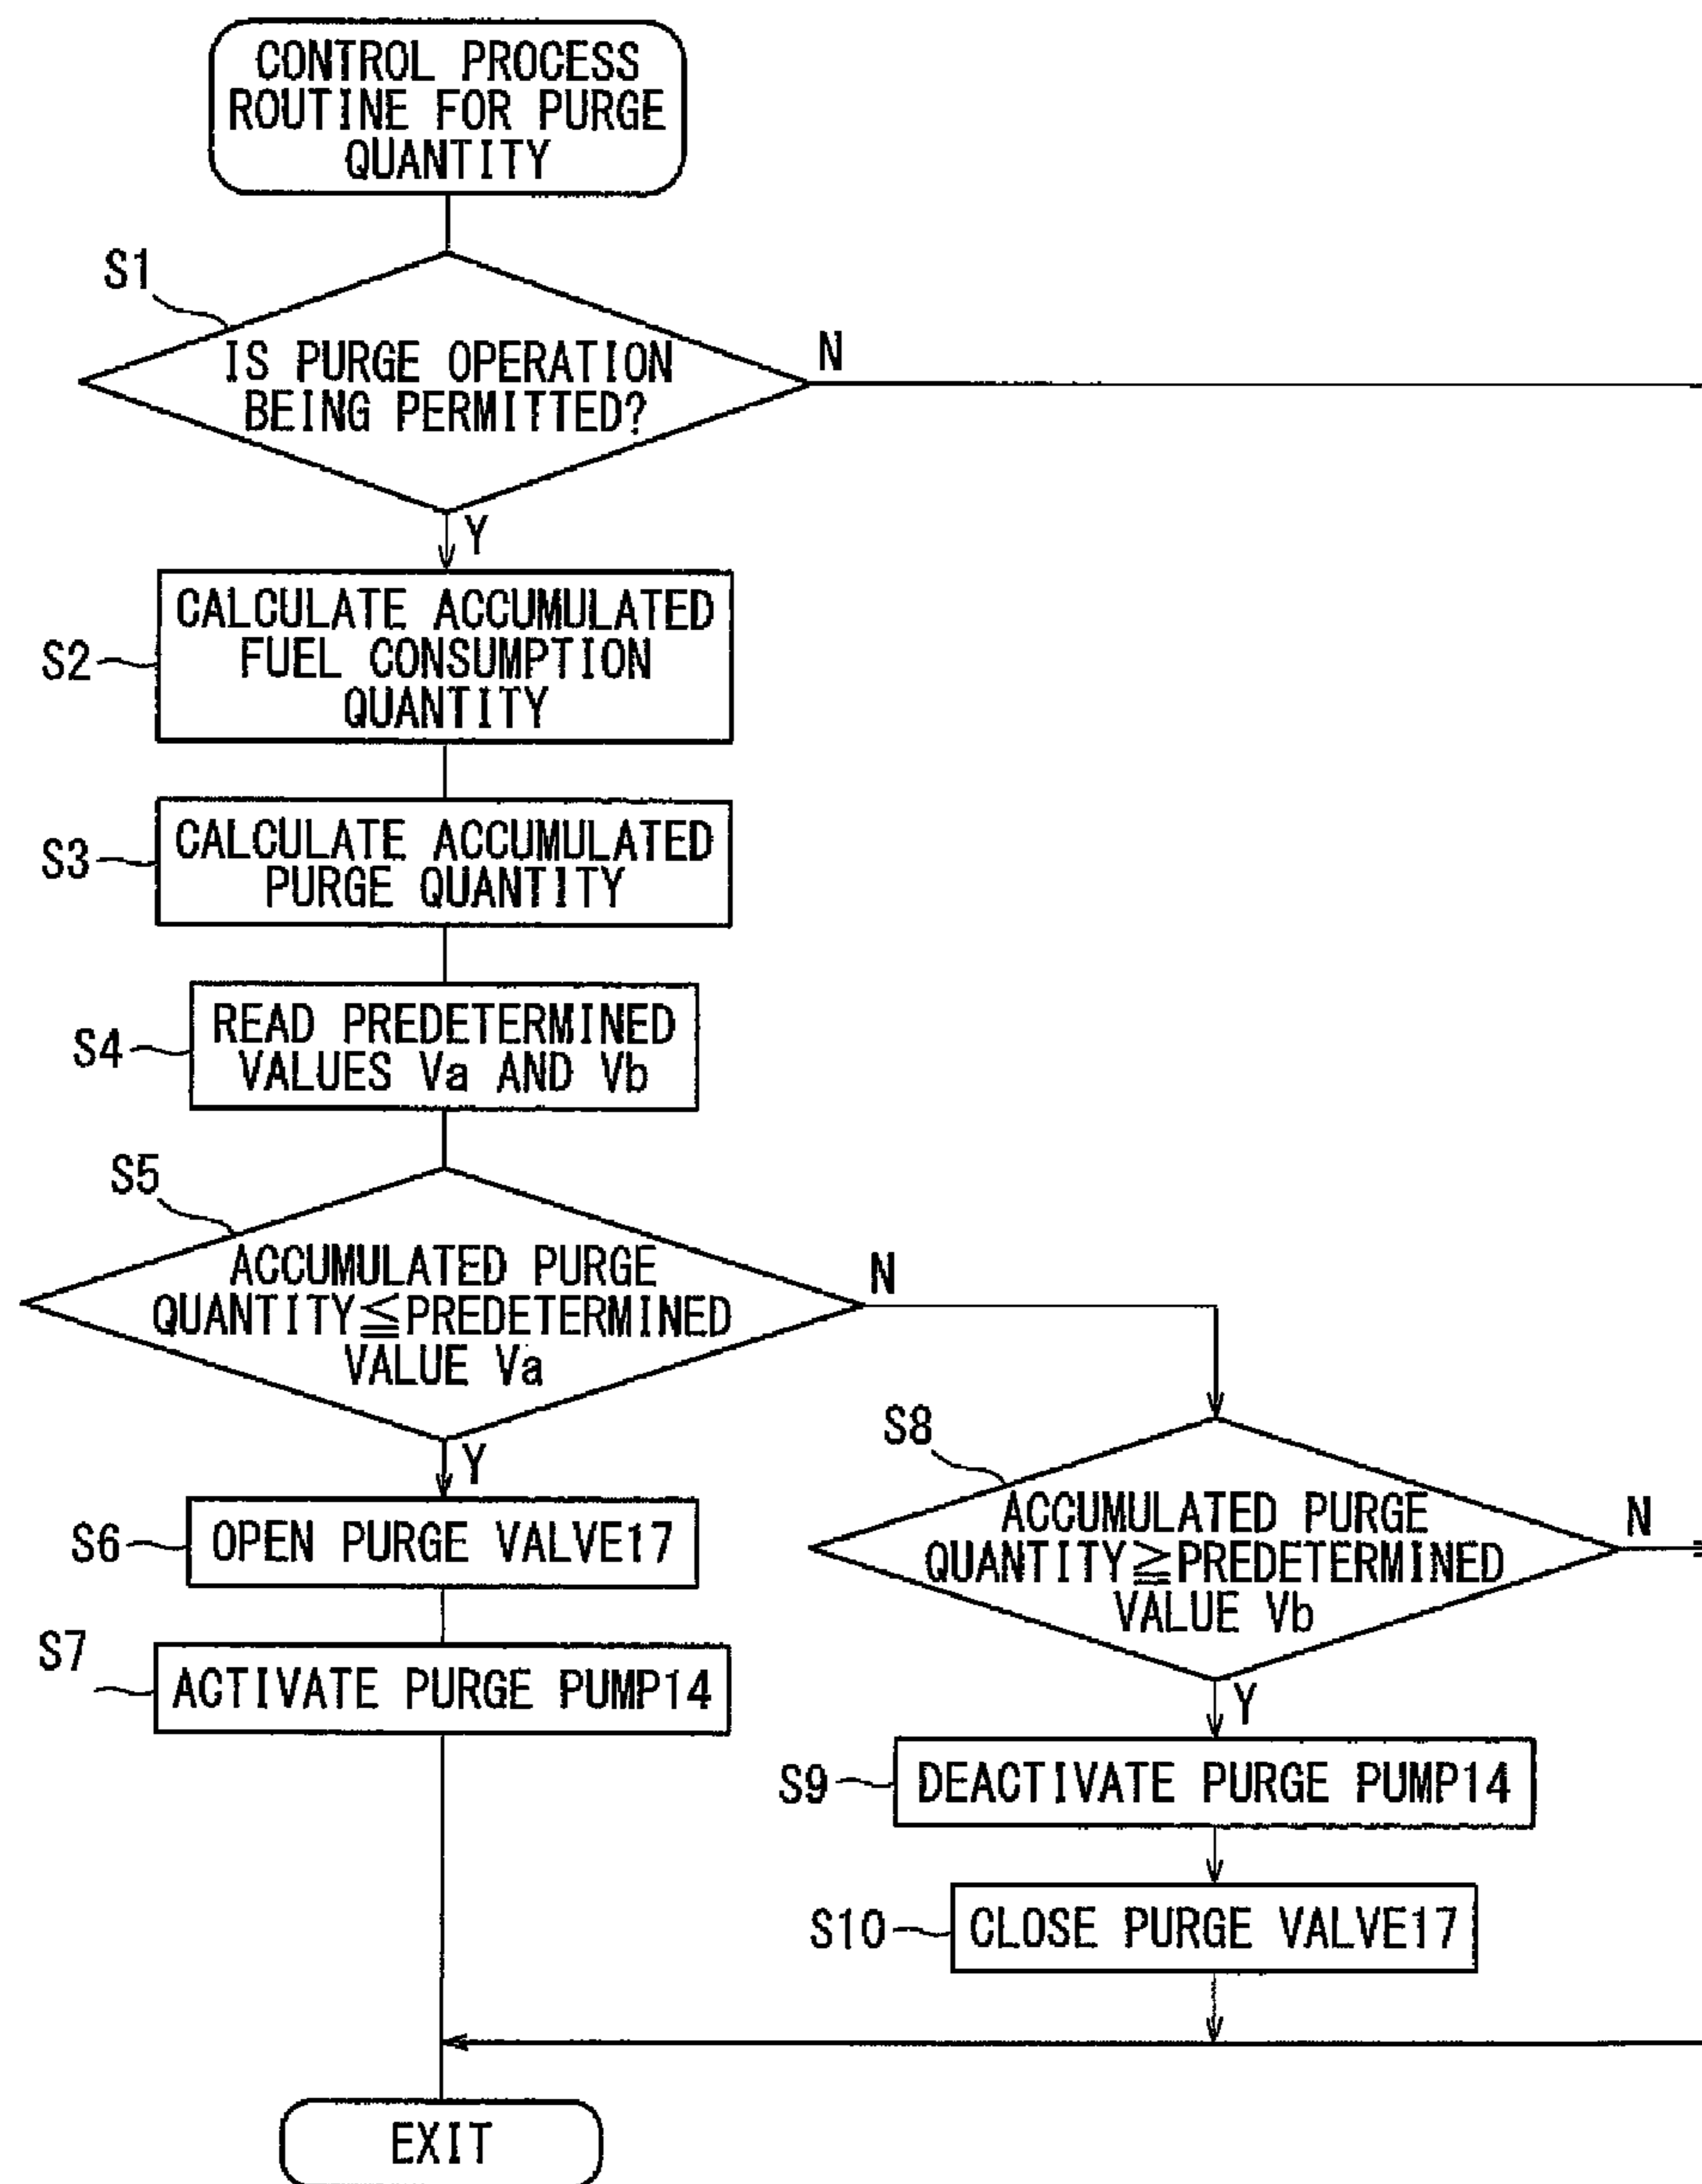 CONTROL PROCESS
ROUTINE FOR PURGE
QUANTITY
S1
IS PURGE OPERATION
BEING PERMITTED?
N
Y
S2
CALCULATE ACCUMULATED
FUEL CONSUMPTION
QUANTITY
S3
CALCULATE ACCUMULATED
PURGE QUANTITY
S4
READ PREDETERMINED
VALUES Va AND Vb
S5
ACCUMULATED PURGE
QUANTITY≦PREDETERMINED
VALUE Va
N
Y
S6
OPEN PURGE VALVE17
S7
ACTIVATE PURGE PUMP14
S8
ACCUMULATED PURGE
QUANTITY≧PREDETERMINED
VALUE Vb
N
Y
S9
DEACTIVATE PURGE PUMP14
S10
CLOSE PURGE VALVE17
EXIT